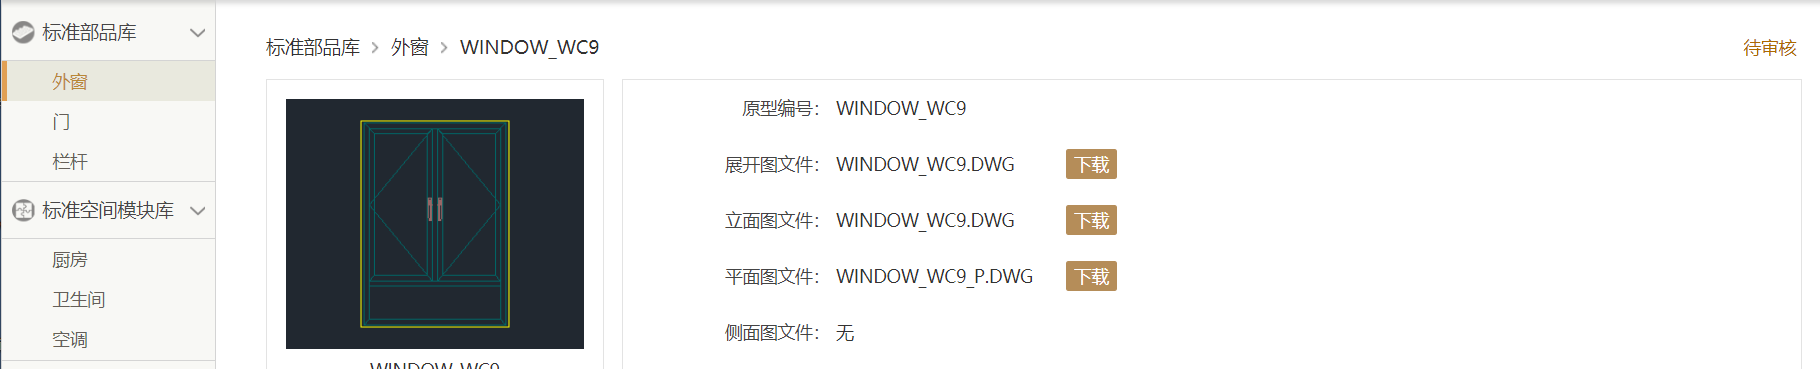 标准部品库
外窗
门
栏杆
标准空间模块库
厨房
卫生间
空调
标准部品库 > 外窗 > WINDOW_WC9
待审核
WINDOW_WC9
原型编号： WINDOW_WC9
展开图文件： WINDOW_WC9.DWG 下载
立面图文件： WINDOW_WC9.DWG 下载
平面图文件： WINDOW_WC9_P.DWG 下载
侧面图文件： 无